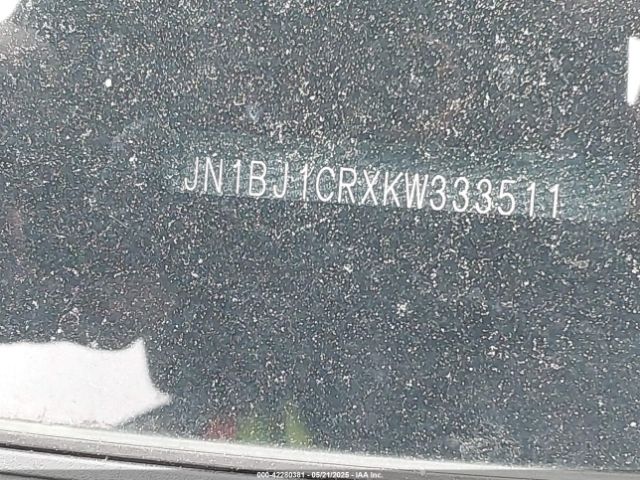 JN1BJ1CRXKW333511
000-42280381 - 05/21/2025 - IAA Inc.